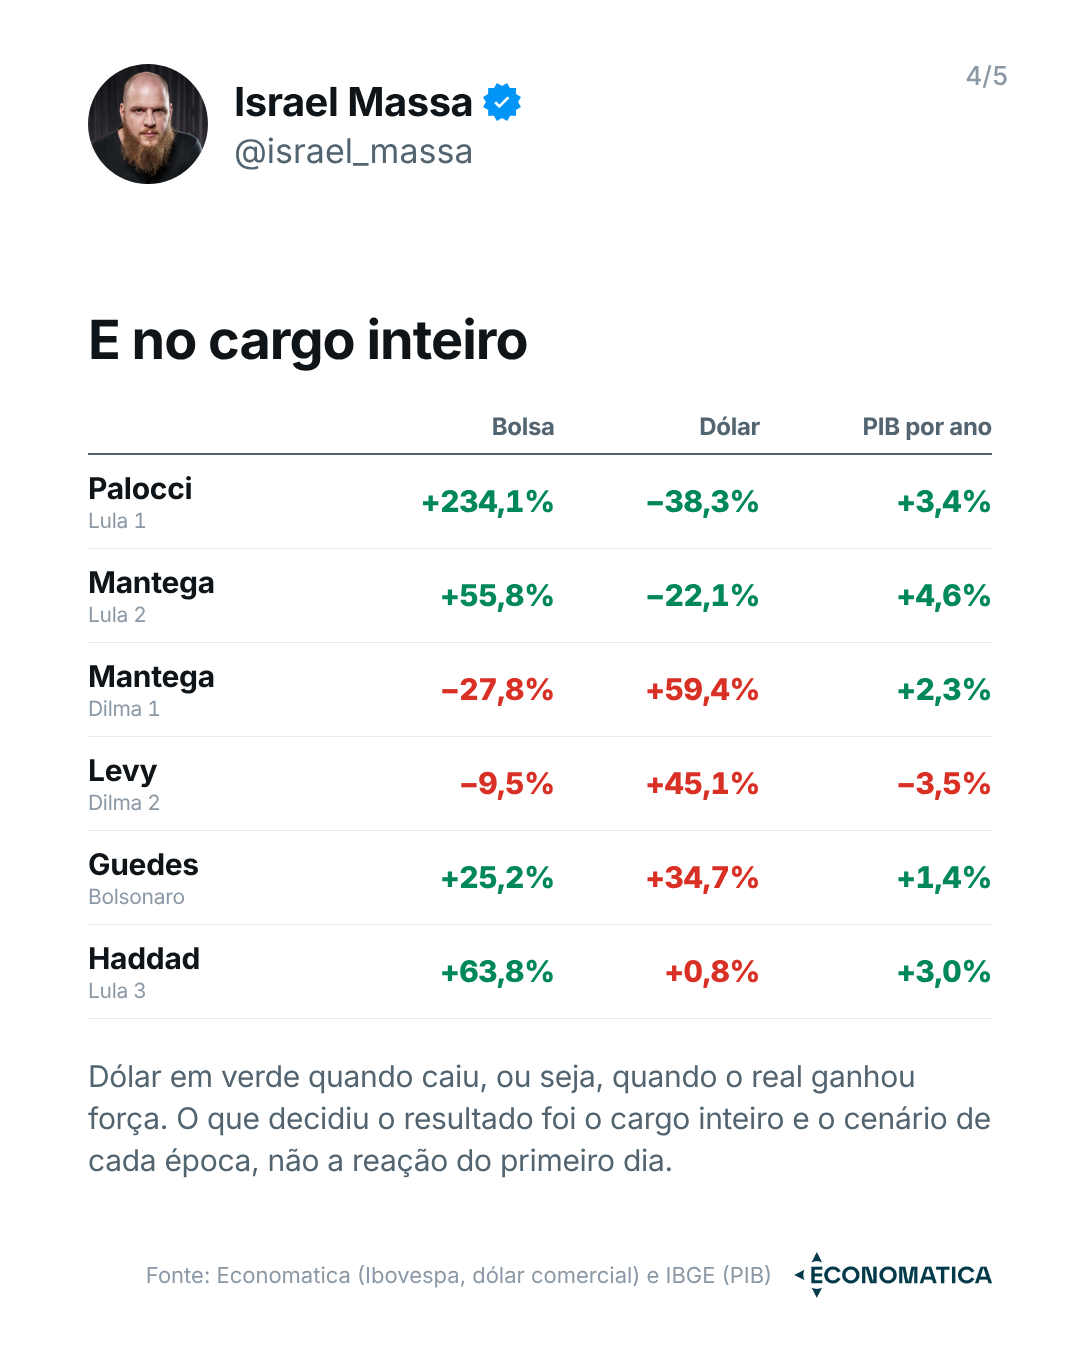 Israel Massa
@israel_massa
4/5
E no cargo inteiro
Bolsa Dólar PIB por ano
Palocci
Lula 1
+234,1% −38,3% +3,4%
Mantega
Lula 2
+55,8% −22,1% +4,6%
Mantega
Dilma 1
−27,8% +59,4% +2,3%
Levy
Dilma 2
−9,5% +45,1% −3,5%
Guedes
Bolsonaro
+25,2% +34,7% +1,4%
Haddad
Lula 3
+63,8% +0,8% +3,0%
Dólar em verde quando caiu, ou seja, quando o real ganhou
força. O que decidiu o resultado foi o cargo inteiro e o cenário de
cada época, não a reação do primeiro dia.
Fonte: Economatica (Ibovespa, dólar comercial) e IBGE (PIB)
ECONOMATICA